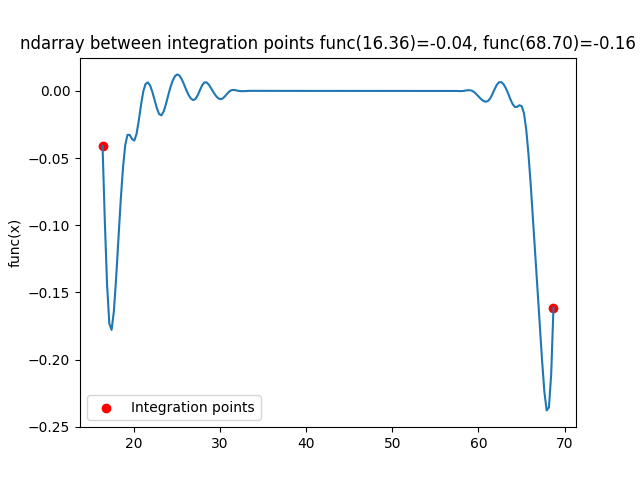 ndarray between integration points func(16.36)=-0.04, func(68.70)=-0.16
0.00
−0.05
−0.10
−0.15
−0.20
−0.25
func(x)
Integration points
20 30 40 50 60 70